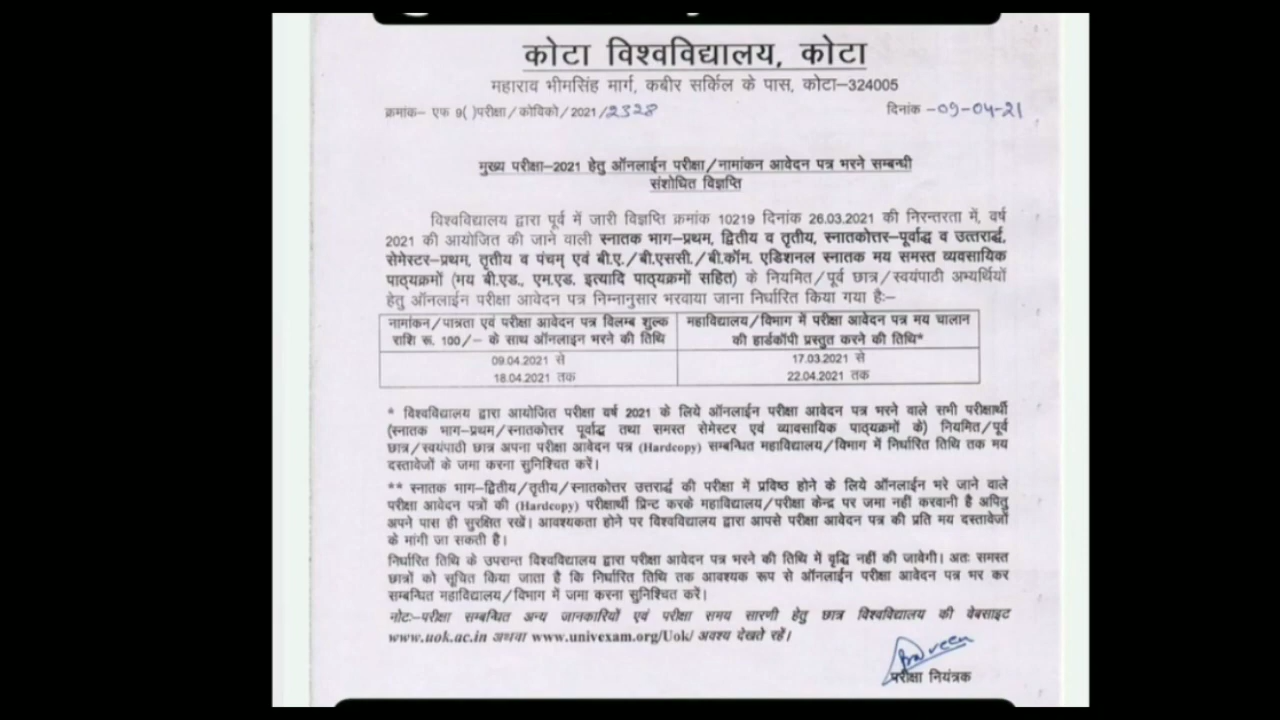 कोटा विश्वविद्यालय, कोटा
महाराव भीमसिंह मार्ग, कबीर सर्किल के पास, कोटा–324005
क्रमांक– एफ 9( )परीक्षा/कोविको/2021/2328
दिनांक –09-04-21
मुख्य परीक्षा–2021 हेतु ऑनलाईन परीक्षा/नामांकन आवेदन पत्र भरने सम्बन्धी
संशोधित विज्ञप्ति
विश्वविद्यालय द्वारा पूर्व में जारी विज्ञप्ति क्रमांक 10219 दिनांक 26.03.2021 की निरन्तरता में, वर्ष
2021 की आयोजित की जाने वाली स्नातक भाग–प्रथम, द्वितीय व तृतीय, स्नातकोत्तर–पूर्वाद्ध व उत्तरार्द्ध,
सेमेस्टर–प्रथम, तृतीय व पंचम् एवं बी.ए./बी.एससी./बी.कॉम. एडिशनल स्नातक मय समस्त व्यवसायिक
पाठ्यक्रमों (मय बी.एड., एम.एड. इत्यादि पाठ्यक्रमों सहित) के नियमित/पूर्व छात्र/स्वयंपाठी अभ्यर्थियों
हेतु ऑनलाईन परीक्षा आवेदन पत्र निम्नानुसार भरवाया जाना निर्धारित किया गया हैः–
नामांकन/पात्रता एवं परीक्षा आवेदन पत्र विलम्ब शुल्क
राशि रू. 100/– के साथ ऑनलाइन भरने की तिथि
महाविद्यालय/विभाग में परीक्षा आवेदन पत्र मय चालान
की हार्डकॉपी प्रस्तुत करने की तिथि*
09.04.2021 से
18.04.2021 तक
17.03.2021 से
22.04.2021 तक
* विश्वविद्यालय द्वारा आयोजित परीक्षा वर्ष 2021 के लिये ऑनलाईन परीक्षा आवेदन पत्र भरने वाले सभी परीक्षार्थी
(स्नातक भाग–प्रथम/स्नातकोत्तर पूर्वाद्ध तथा समस्त सेमेस्टर एवं व्यावसायिक पाठ्यक्रमों के) नियमित/पूर्व
छात्र/स्वयंपाठी छात्र अपना परीक्षा आवेदन पत्र (Hardcopy) सम्बन्धित महाविद्यालय/विभाग में निर्धारित तिथि तक मय
दस्तावेजों के जमा करना सुनिश्चित करें।
** स्नातक भाग–द्वितीय/तृतीय/स्नातकोत्तर उत्तरार्द्ध की परीक्षा में प्रविष्ठ होने के लिये ऑनलाईन भरे जाने वाले
परीक्षा आवेदन पत्रों की (Hardcopy) परीक्षार्थी प्रिन्ट करके महाविद्यालय/परीक्षा केन्द्र पर जमा नहीं करवानी है अपितु
अपने पास ही सुरक्षित रखें। आवश्यकता होने पर विश्वविद्यालय द्वारा आपसे परीक्षा आवेदन पत्र की प्रति मय दस्तावेजों
के मांगी जा सकती है।
निर्धारित तिथि के उपरान्त विश्वविद्यालय द्वारा परीक्षा आवेदन पत्र भरने की तिथि में वृद्धि नहीं की जावेगी। अतः समस्त
छात्रों को सूचित किया जाता है कि निर्धारित तिथि तक आवश्यक रूप से ऑनलाईन परीक्षा आवेदन पत्र भर कर
सम्बन्धित महाविद्यालय/विभाग में जमा करना सुनिश्चित करें।
नोटः–परीक्षा सम्बन्धित अन्य जानकारियों एवं परीक्षा समय सारणी हेतु छात्र विश्वविद्यालय की वेबसाइट
www.uok.ac.in अथवा www.univexam.org/Uok/ अवश्य देखते रहें।
Praveen
परीक्षा नियंत्रक